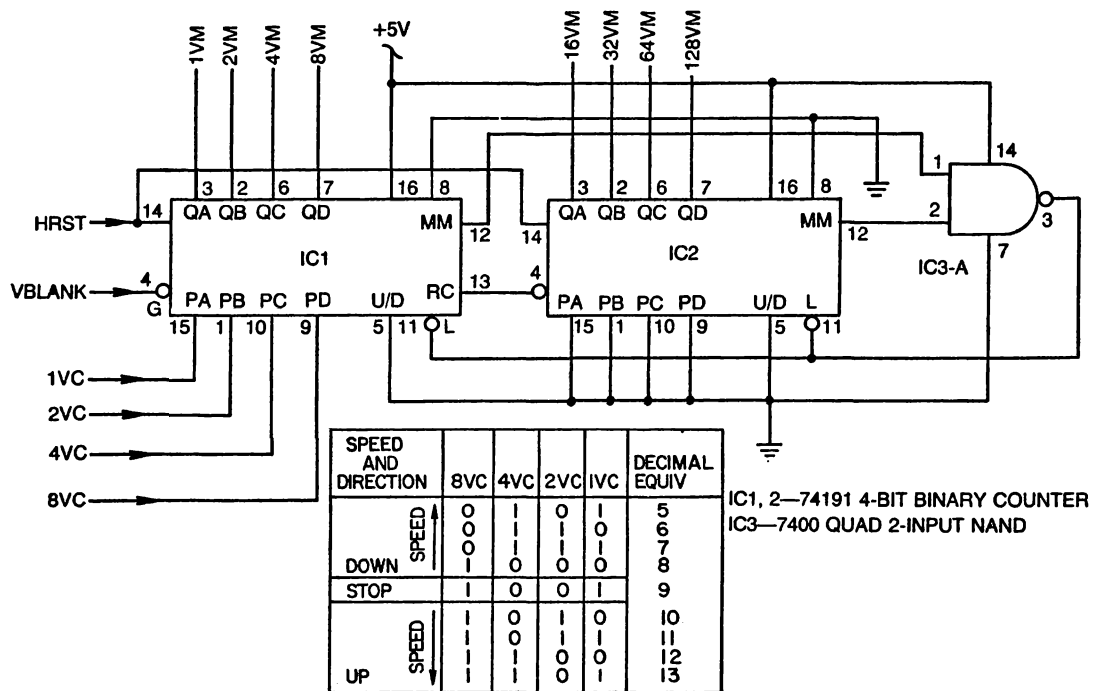 1VM 2VM 4VM 8VM +5V 16VM 32VM 64VM 128VM
3 2 6 7 16 8 3 2 6 7 16 8 1 14
HRST 14 QA QB QC QD MM 12 14 QA QB QC QD MM 12 2 3
IC1 IC2 IC3-A 7
VBLANK 4 G RC 13 4
PA PB PC PD U/D L PA PB PC PD U/D L
15 1 10 9 5 11 15 1 10 9 5 11
1VC
2VC
4VC
8VC
SPEED AND DIRECTION 8VC 4VC 2VC 1VC DECIMAL EQUIV
SPEED 0 1 0 1 5
0 1 1 0 6
0 1 1 1 7
DOWN 1 0 0 0 8
STOP 1 0 0 1 9
SPEED 1 0 1 0 10
1 0 1 1 11
1 1 0 0 12
UP 1 1 0 1 13
IC1, 2—74191 4-BIT BINARY COUNTER
IC3—7400 QUAD 2-INPUT NAND